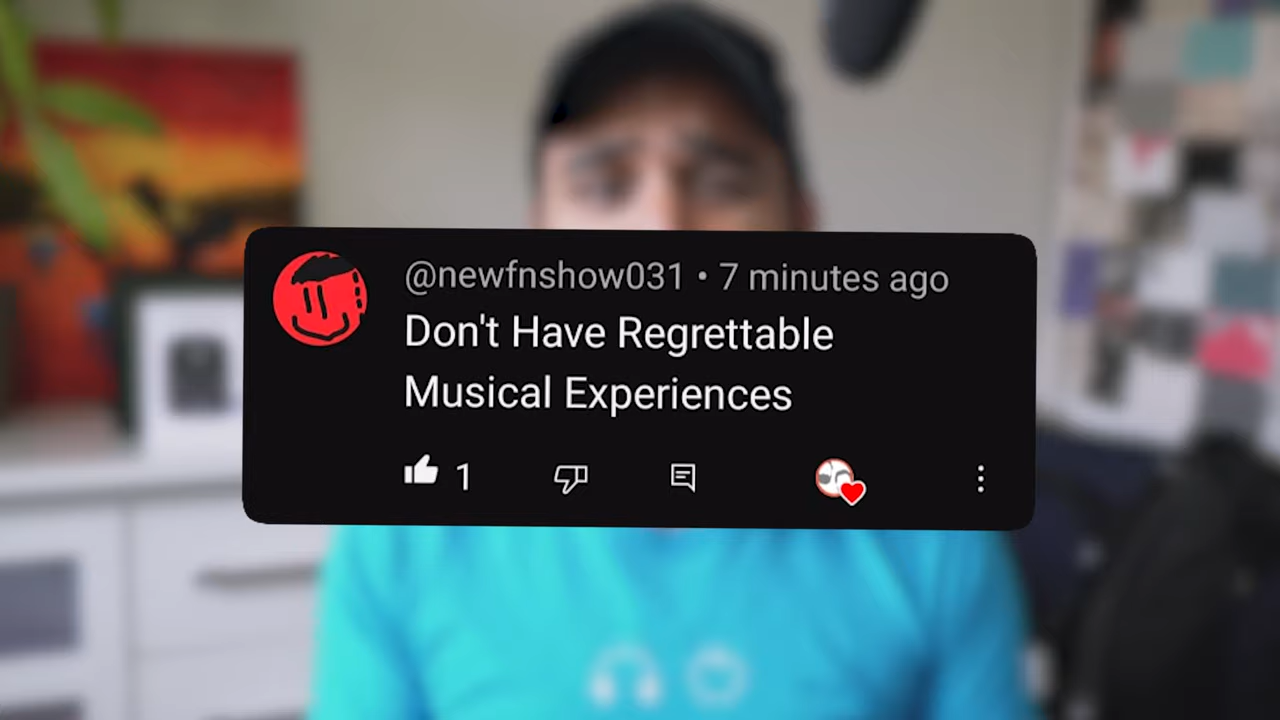 @newfnshow031 • 7 minutes ago
Don't Have Regrettable
Musical Experiences
1